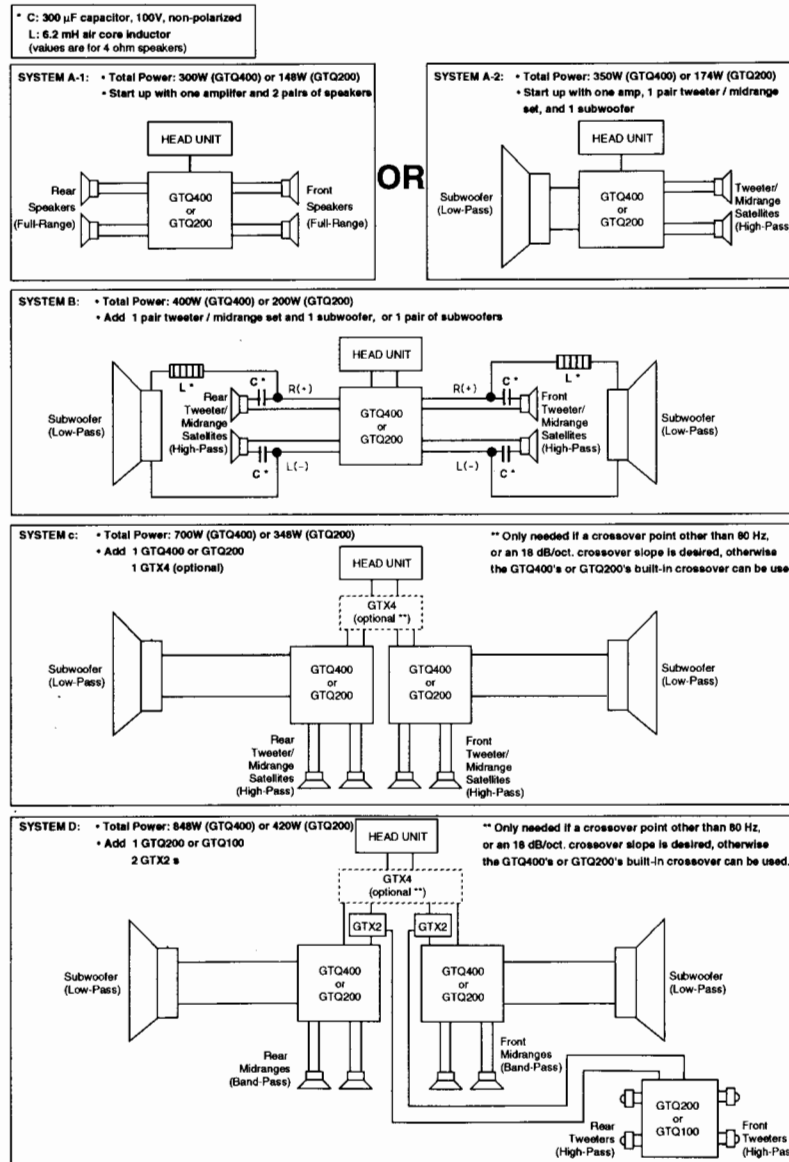 * C: 300 µF capacitor, 100V, non-polarized
L: 6.2 mH air core inductor
(values are for 4 ohm speakers)
SYSTEM A-1: • Total Power: 300W (GTQ400) or 148W (GTQ200)
• Start up with one amplifer and 2 pairs of speakers
HEAD UNIT
Rear
Speakers
(Full-Range)
GTQ400
or
GTQ200
Front
Speakers
(Full-Range)
OR
SYSTEM A-2: • Total Power: 350W (GTQ400) or 174W (GTQ200)
• Start up with one amp, 1 pair tweeter / midrange
set, and 1 subwoofer
HEAD UNIT
Subwoofer
(Low-Pass)
GTQ400
or
GTQ200
Tweeter/
Midrange
Satellites
(High-Pass)
SYSTEM B: • Total Power: 400W (GTQ400) or 200W (GTQ200)
• Add 1 pair tweeter / midrange set and 1 subwoofer, or 1 pair of subwoofers
HEAD UNIT
Subwoofer
(Low-Pass)
L *
C *
Rear
Tweeter/
Midrange
Satellites
(High-Pass)
C *
R(+)
L(-)
GTQ400
or
GTQ200
R(+)
L(-)
C *
L *
Front
Tweeter/
Midrange
Satellites
(High-Pass)
C *
Subwoofer
(Low-Pass)
SYSTEM c: • Total Power: 700W (GTQ400) or 348W (GTQ200)
• Add 1 GTQ400 or GTQ200
1 GTX4 (optional)
** Only needed if a crossover point other than 80 Hz,
or an 18 dB/oct. crossover slope is desired, otherwise
the GTQ400's or GTQ200's built-in crossover can be use
HEAD UNIT
GTX4
(optional **)
Subwoofer
(Low-Pass)
GTQ400
or
GTQ200
GTQ400
or
GTQ200
Subwoofer
(Low-Pass)
Rear
Tweeter/
Midrange
Satellites
(High-Pass)
Front
Tweeter/
Midrange
Satellites
(High-Pass)
SYSTEM D: • Total Power: 848W (GTQ400) or 420W (GTQ200)
• Add 1 GTQ200 or GTQ100
2 GTX2 s
** Only needed if a crossover point other than 80 Hz,
or an 18 dB/oct. crossover slope is desired, otherwise
the GTQ400's or GTQ200's built-in crossover can be used.
HEAD UNIT
GTX4
(optional **)
GTX2
GTX2
Subwoofer
(Low-Pass)
GTQ400
or
GTQ200
GTQ400
or
GTQ200
Subwoofer
(Low-Pass)
Rear
Midranges
(Band-Pass)
Front
Midranges
(Band-Pass)
Rear
Tweeters
(High-Pass)
GTQ200
or
GTQ100
Front
Tweeters
(High-Pas